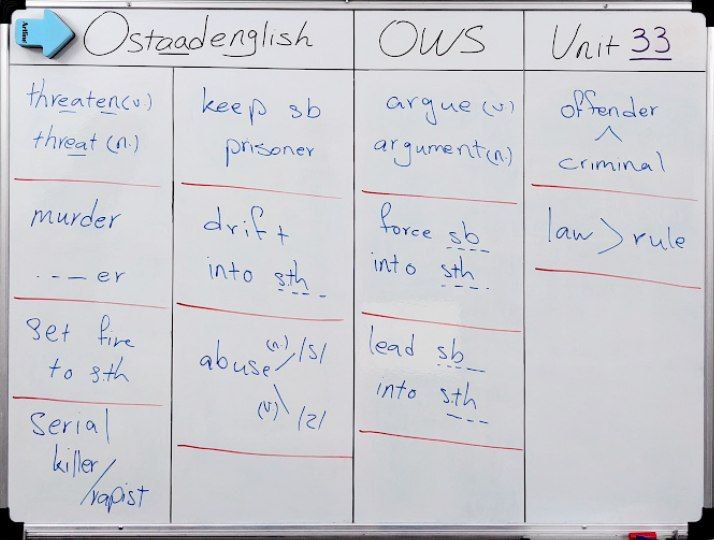 Ostaadenglish OWS Unit 33
threaten (v.)
threat (n.)
murder
---er
set fire
to sth
Serial
killer/
rapist
keep sb
prisoner
drift
into sth
abuse (n.) /s/
(v) /z/
argue (v.)
argument (n.)
force sb
into sth
lead sb
into sth
offender
^
criminal
law > rule